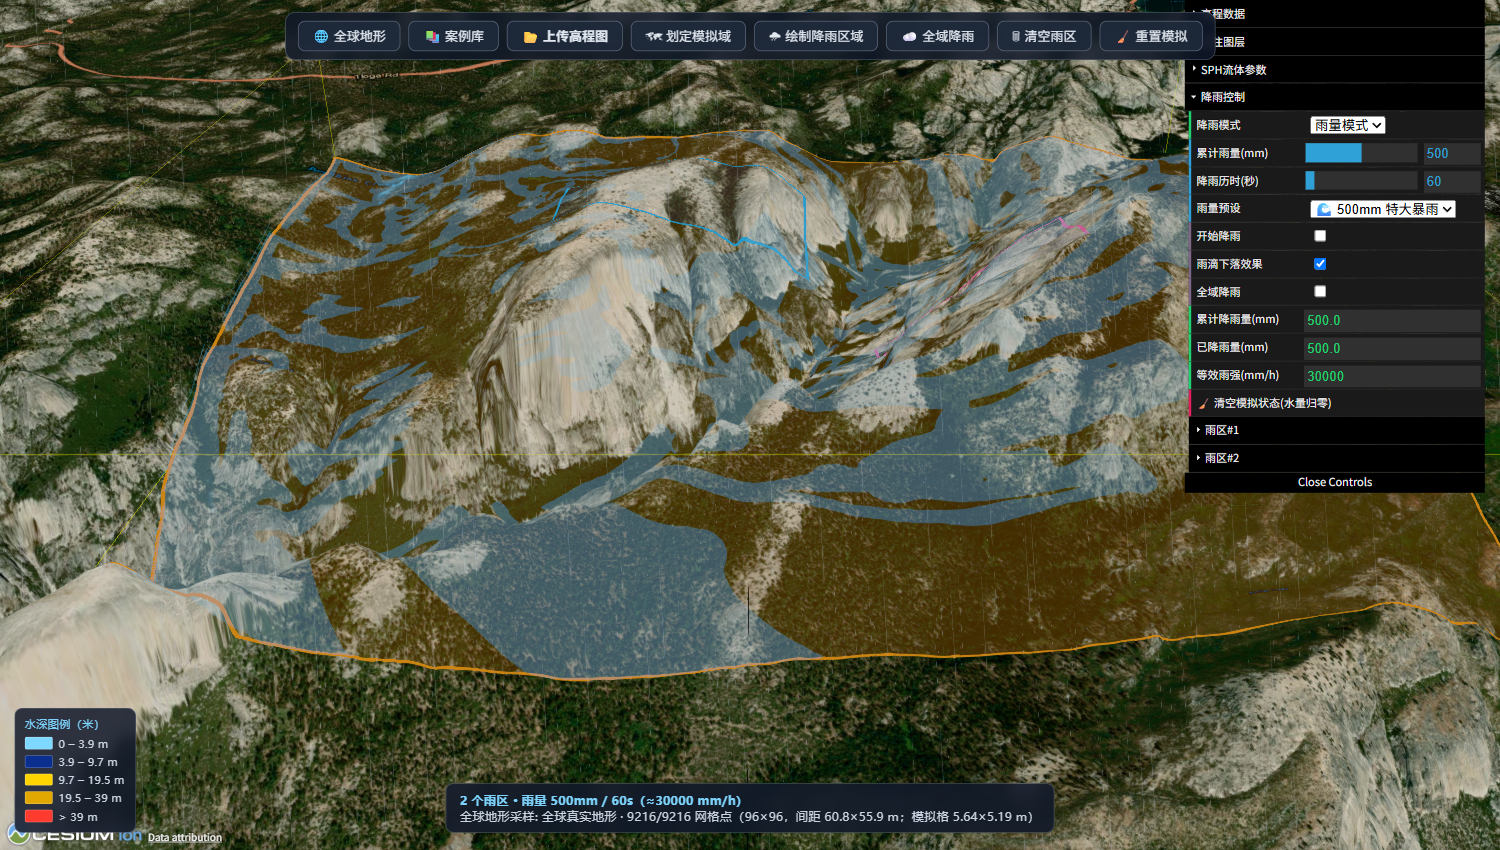 全球地形
案例库
上传高程图
划定模拟域
绘制降雨区域
全域降雨
清空雨区
重置模拟
高程数据
注图层
SPH流体参数
降雨控制
降雨模式 雨量模式
累计雨量(mm) 500
降雨历时(秒) 60
雨量预设 500mm 特大暴雨
开始降雨
雨滴下落效果
全域降雨
累计降雨量(mm) 500.0
已降雨量(mm) 500.0
等效雨强(mm/h) 30000
清空模拟状态(水量归零)
雨区#1
雨区#2
Close Controls
水深图例（米）
0 – 3.9 m
3.9 – 9.7 m
9.7 – 19.5 m
19.5 – 39 m
> 39 m
CESIUM ion Data attribution
2 个雨区 · 雨量 500mm / 60s（≈30000 mm/h）
全球地形采样: 全球真实地形 · 9216/9216 网格点（96×96，间距 60.8×55.9 m；模拟格 5.64×5.19 m）